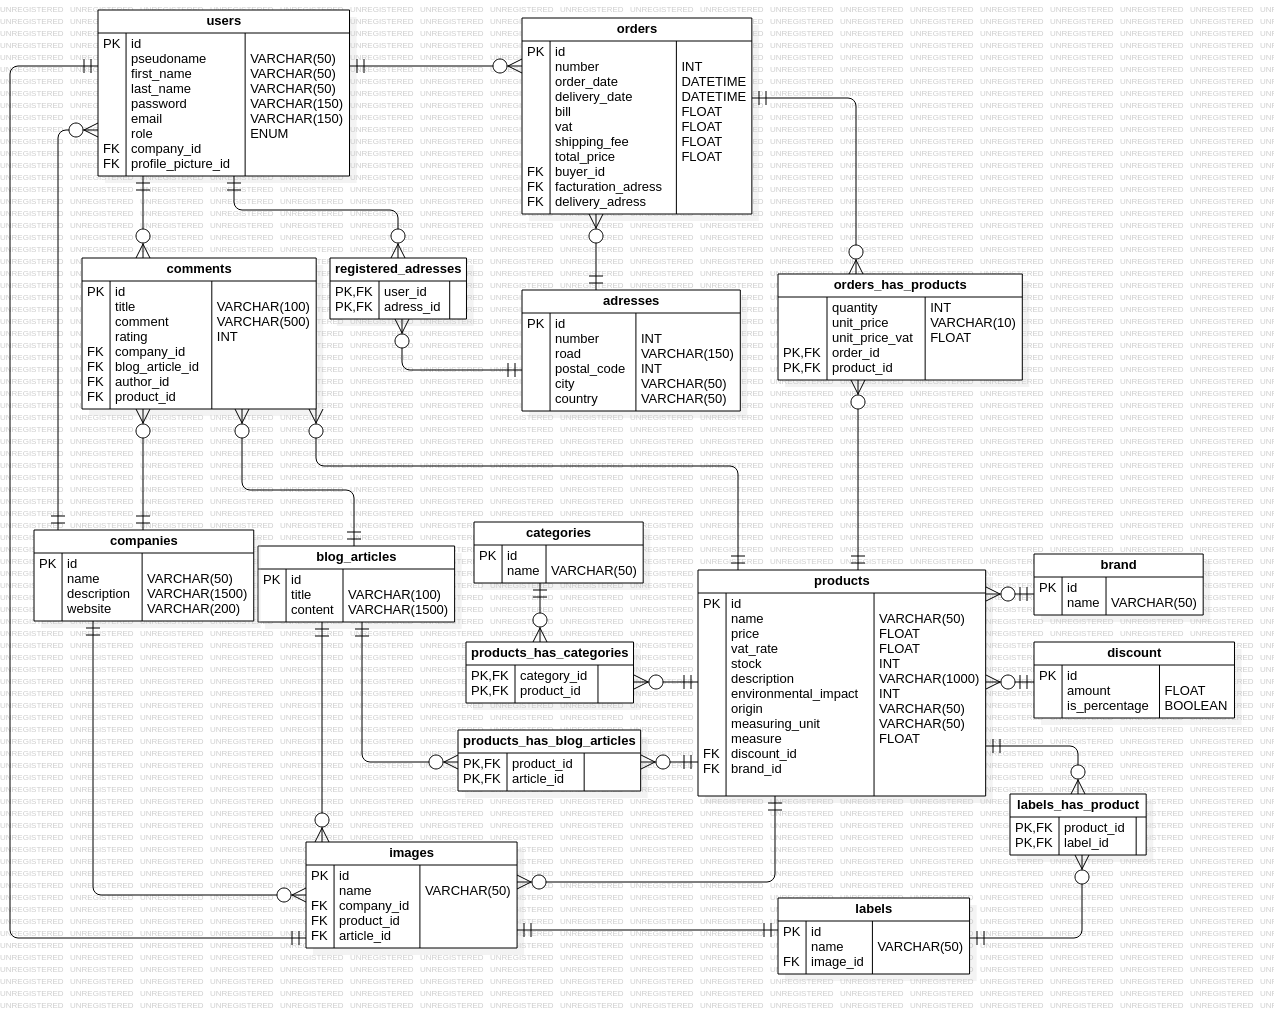 users
PK id
pseudoname VARCHAR(50)
first_name VARCHAR(50)
last_name VARCHAR(50)
password VARCHAR(150)
email VARCHAR(150)
role ENUM
FK company_id
FK profile_picture_id
orders
PK id
number INT
order_date DATETIME
delivery_date DATETIME
bill FLOAT
vat FLOAT
shipping_fee FLOAT
total_price FLOAT
FK buyer_id
FK facturation_adress
FK delivery_adress
comments
PK id
title VARCHAR(100)
comment VARCHAR(500)
rating INT
FK company_id
FK blog_article_id
FK author_id
FK product_id
registered_adresses
PK,FK user_id
PK,FK adress_id
adresses
PK id
number INT
road VARCHAR(150)
postal_code INT
city VARCHAR(50)
country VARCHAR(50)
orders_has_products
quantity INT
unit_price VARCHAR(10)
unit_price_vat FLOAT
PK,FK order_id
PK,FK product_id
companies
PK id
name VARCHAR(50)
description VARCHAR(1500)
website VARCHAR(200)
blog_articles
PK id
title VARCHAR(100)
content VARCHAR(1500)
categories
PK id
name VARCHAR(50)
products
PK id
name VARCHAR(50)
price FLOAT
vat_rate FLOAT
stock INT
description VARCHAR(1000)
environmental_impact INT
origin VARCHAR(50)
measuring_unit VARCHAR(50)
measure FLOAT
FK discount_id
FK brand_id
brand
PK id
name VARCHAR(50)
products_has_categories
PK,FK category_id
PK,FK product_id
discount
PK id
amount FLOAT
is_percentage BOOLEAN
products_has_blog_articles
PK,FK product_id
PK,FK article_id
labels_has_product
PK,FK product_id
PK,FK label_id
images
PK id
name VARCHAR(50)
FK company_id
FK product_id
FK article_id
labels
PK id
name VARCHAR(50)
FK image_id
UNREGISTERED